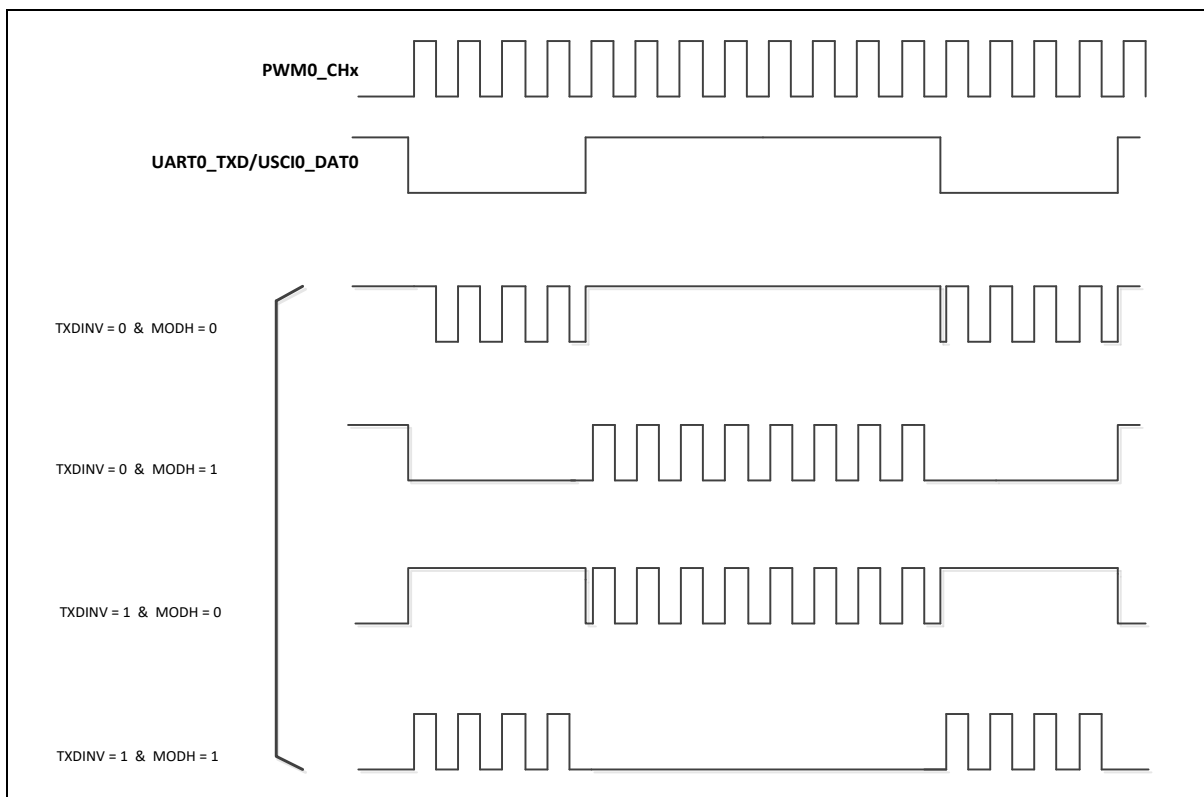 PWM0_CHx
UART0_TXD/USCI0_DAT0
TXDINV = 0 & MODH = 0
TXDINV = 0 & MODH = 1
TXDINV = 1 & MODH = 0
TXDINV = 1 & MODH = 1